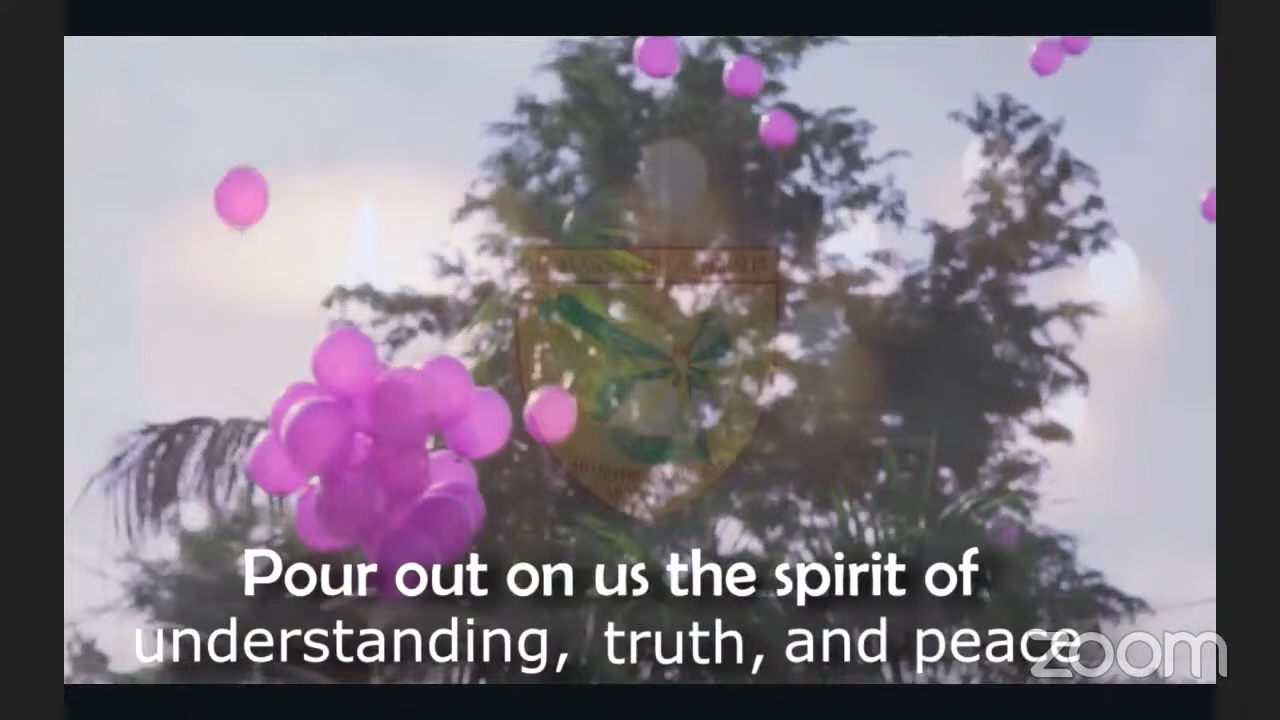 Pour out on us the spirit of
understanding, truth, and peace
zoom